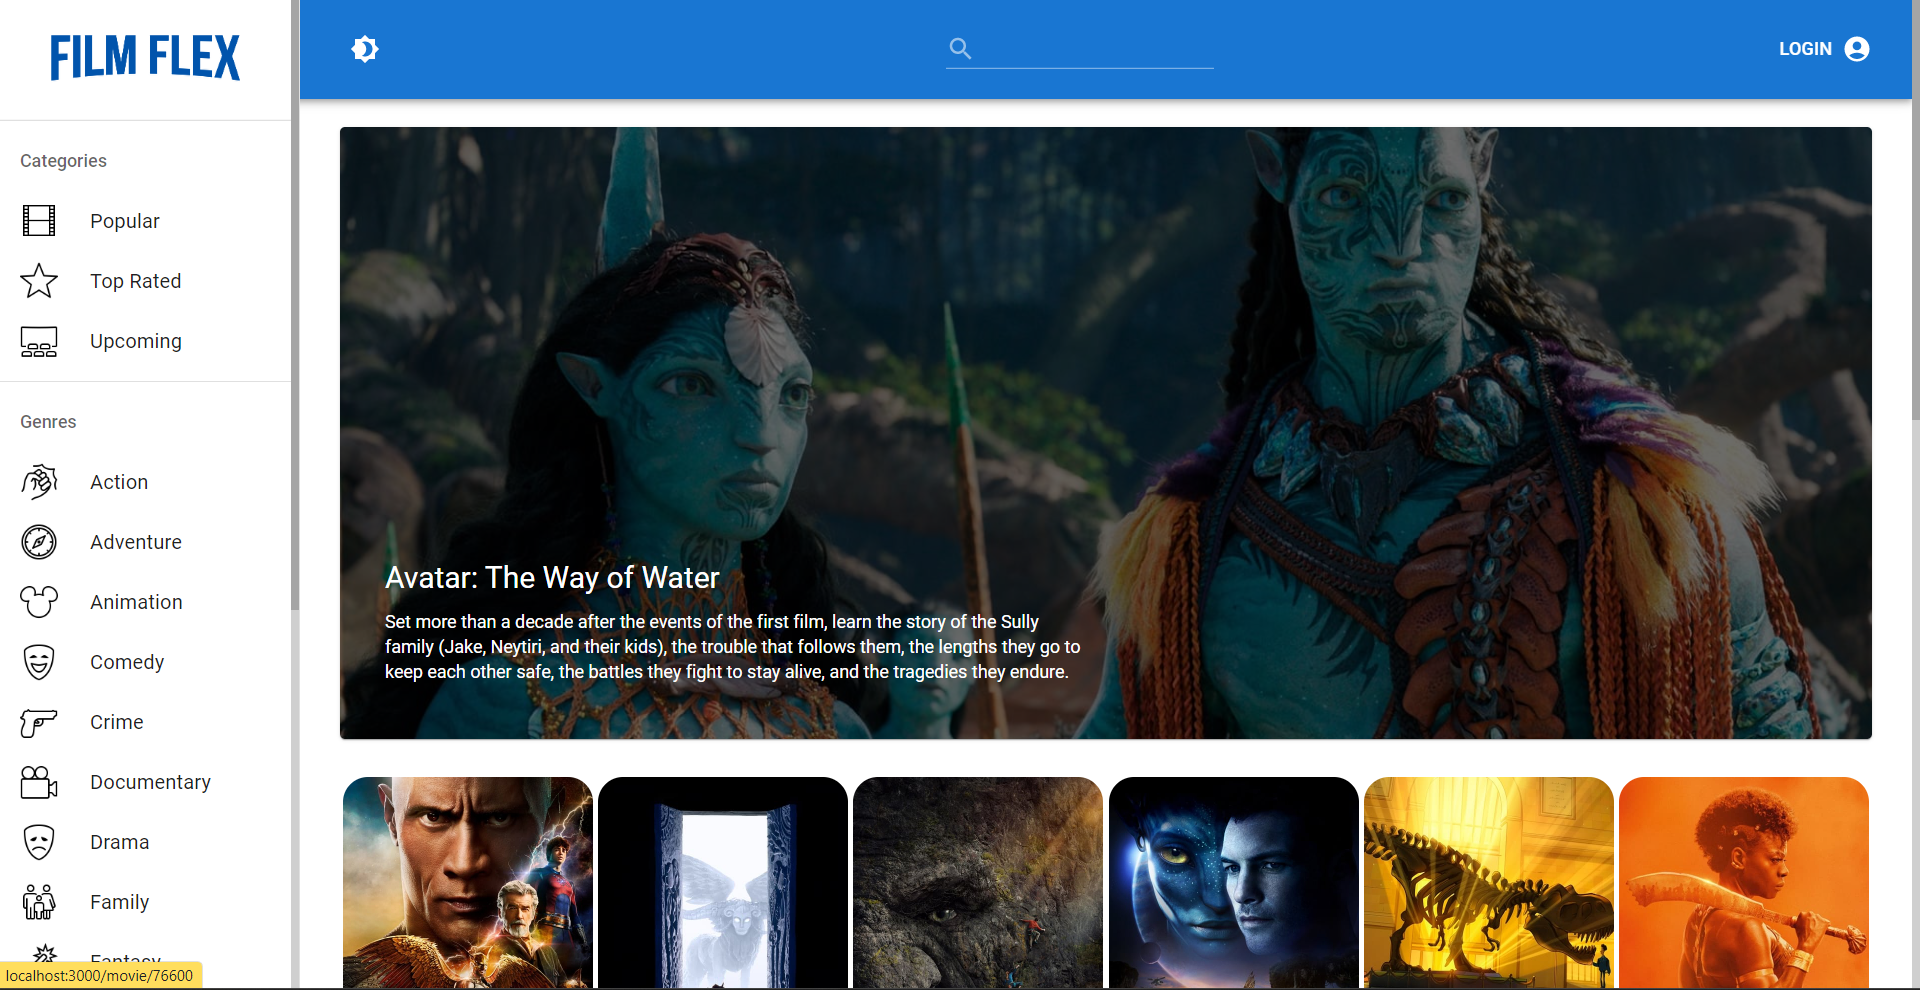 FILM FLEX
LOGIN
Categories
Popular
Top Rated
Upcoming
Genres
Action
Adventure
Animation
Comedy
Crime
Documentary
Drama
Family
Fantasy
localhost:3000/movie/76600
Avatar: The Way of Water
Set more than a decade after the events of the first film, learn the story of the Sully
family (Jake, Neytiri, and their kids), the trouble that follows them, the lengths they go to
keep each other safe, the battles they fight to stay alive, and the tragedies they endure.